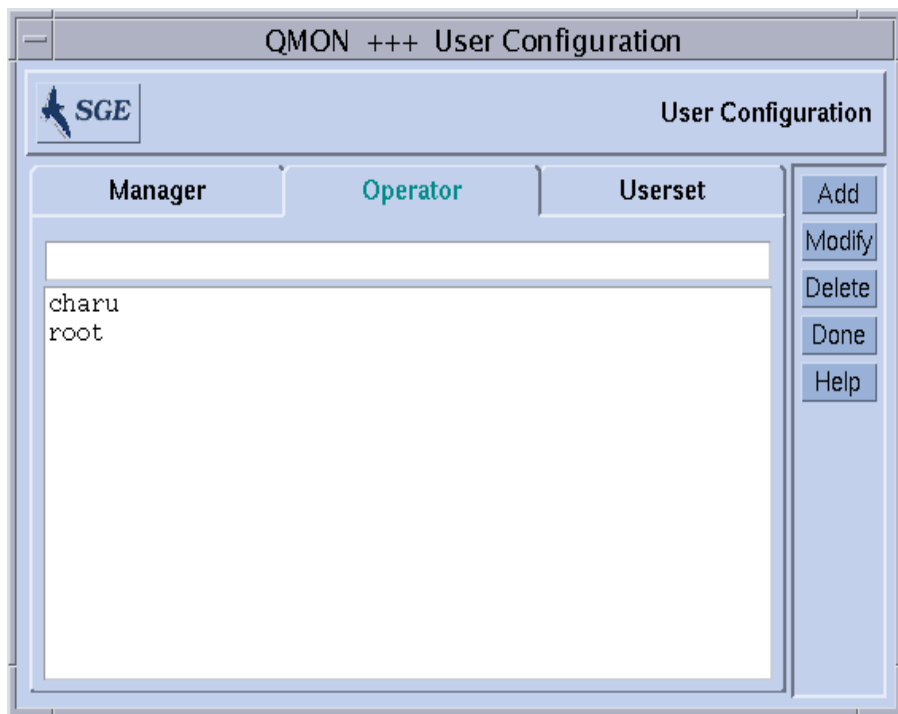 QMON +++ User Configuration
SGE
User Configuration
Manager Operator Userset
Add
Modify
Delete
Done
Help
charu
root